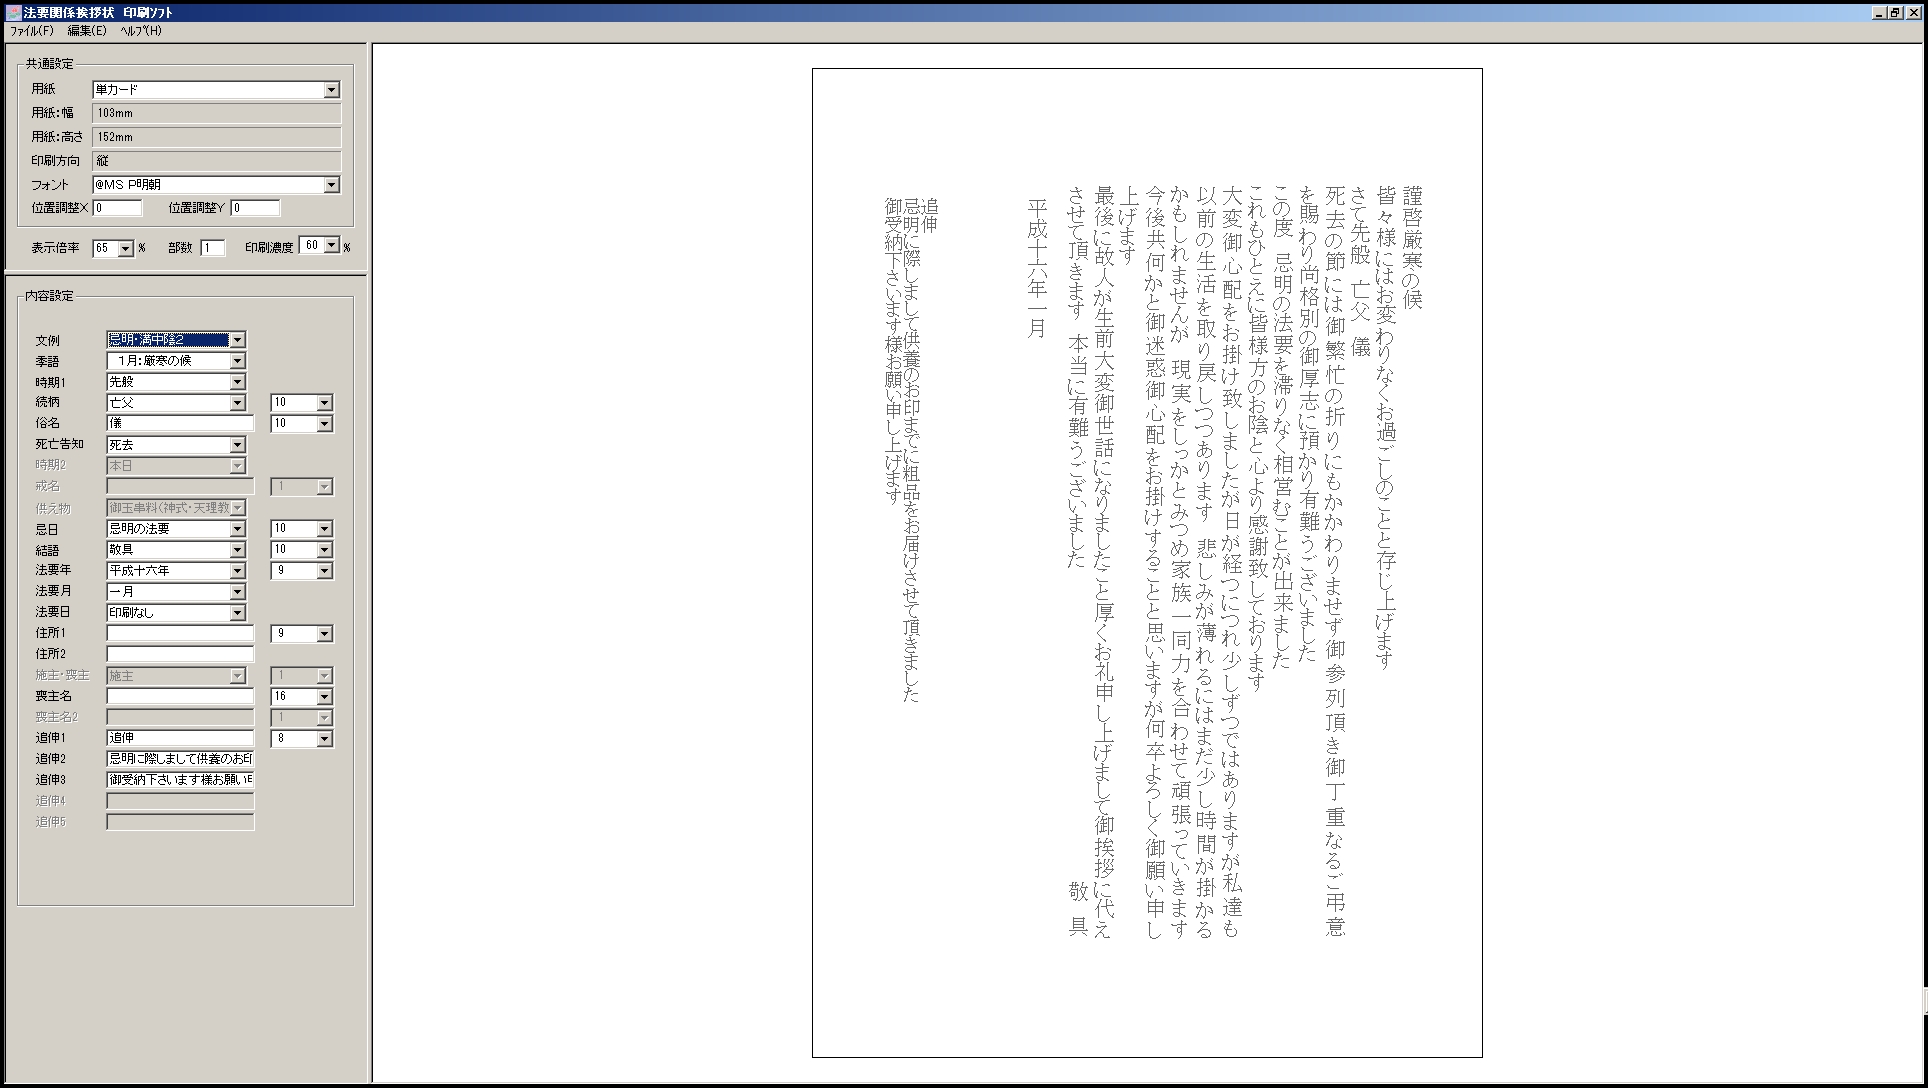 法要関係挨拶状 印刷ソフト
ファイル(F) 編集(E) ヘルプ(H)
共通設定
用紙 単カード
用紙:幅 103mm
用紙:高さ 152mm
印刷方向 縦
フォント @MS P明朝
位置調整X 0 位置調整Y 0
表示倍率 65 % 部数 1 印刷濃度 60 %
内容設定
文例 忌明・満中陰2
季語 1月:厳寒の候
時期1 先般
続柄 亡父 10
俗名 儀 10
死亡告知 死去
時期2 本日
戒名 1
供え物 御玉串料(神式・天理教
忌日 忌明の法要 10
結語 敬具 10
法要年 平成十六年 9
法要月 一月
法要日 印刷なし
住所1 9
住所2
施主・喪主 施主 1
喪主名 16
喪主名2 1
追伸1 追伸 8
追伸2 忌明に際しまして供養のお印
追伸3 御受納下さいます様お願い申
追伸4
追伸5
謹啓厳寒の候
皆々様にはお変わりなくお過ごしのことと存じ上げます
さて先般 亡父 儀
死去の節には御繁忙の折りにもかかわりませず御参列頂き御丁重なるご弔意
を賜わり尚格別の御厚志に預かり有難うございました
この度 忌明の法要を滞りなく相営むことが出来ました
これもひとえに皆様方のお陰と心より感謝致しております
大変御心配をお掛け致しましたが日が経つにつれ少しずつではありますが私達も
以前の生活を取り戻しつつあります 悲しみが薄れるにはまだ少し時間が掛かる
かもしれませんが 現実をしっかとみつめ家族一同力を合わせて頑張っていきます
今後共何かと御迷惑御心配をお掛けすることと思いますが何卒よろしく御願い申し
上げます
最後に故人が生前大変御世話になりましたこと厚くお礼申し上げまして御挨拶に代え
させて頂きます 本当に有難うございました 敬具
平成十六年一月
追伸
忌明に際しまして供養のお印までに粗品をお届けさせて頂きました
御受納下さいます様お願い申し上げます